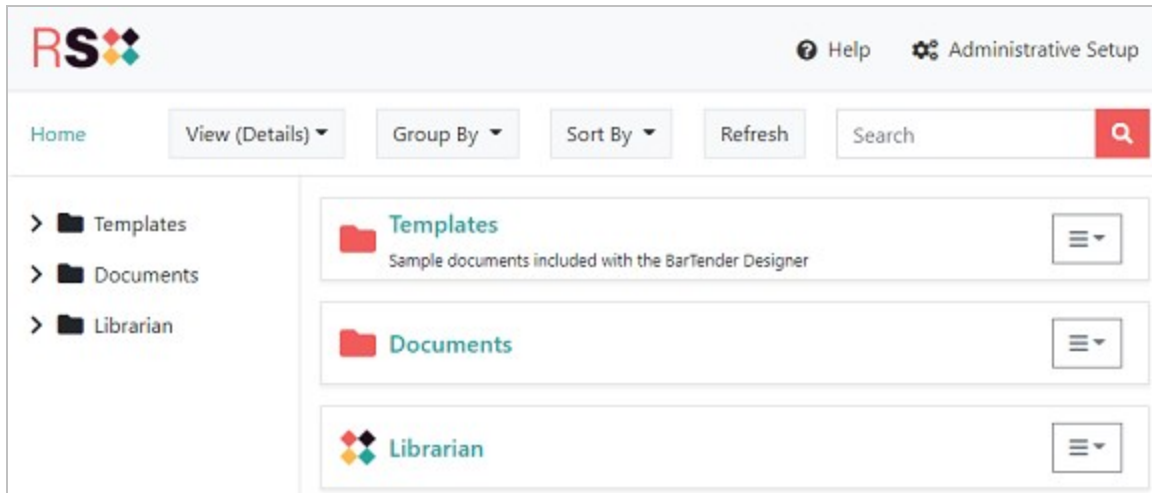 RS
Help
Administrative Setup
Home
View (Details)
Group By
Sort By
Refresh
Search
Templates
Documents
Librarian
Templates
Sample documents included with the BarTender Designer
Documents
Librarian